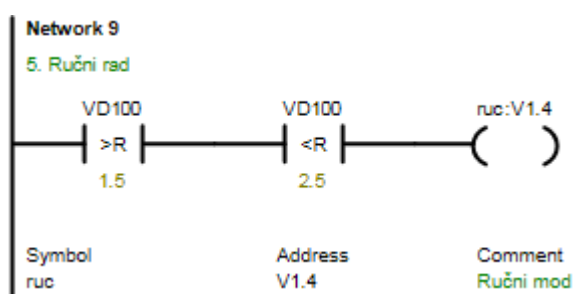 Network 9
5. Ručni rad
VD100 VD100 ruc:V1.4
>R <R
1.5 2.5
Symbol Address Comment
ruc V1.4 Ručni mod